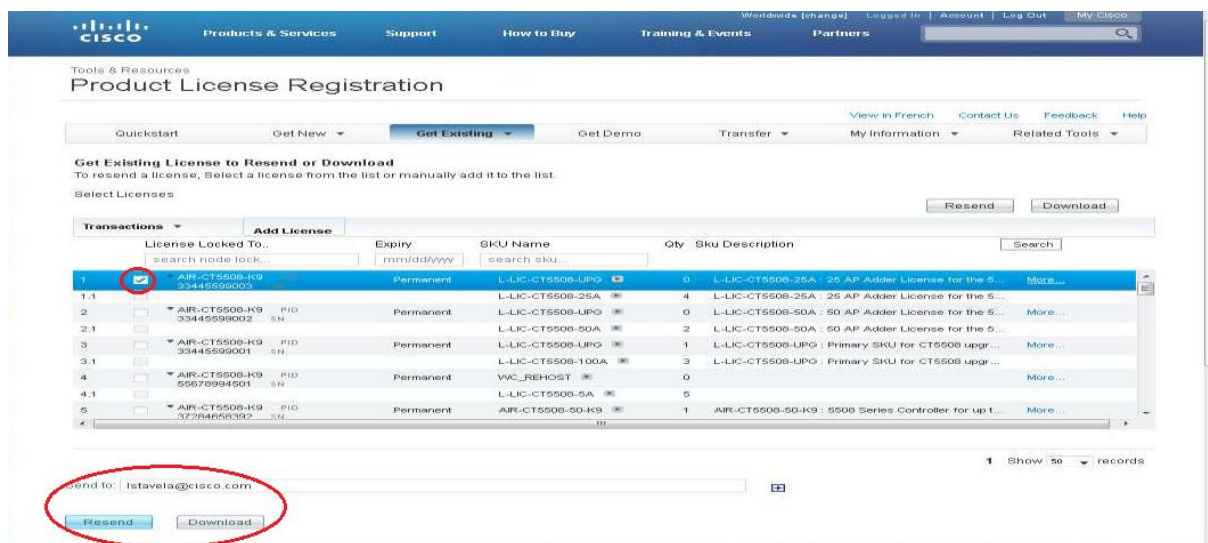 Worldwide [change] Logged In | Account | Log Out My Cisco
CISCO Products & Services Support How to Buy Training & Events Partners
Tools & Resources
Product License Registration
View in French Contact Us Feedback Help
Quickstart Get New Get Existing Get Demo Transfer My Information Related Tools
Get Existing License to Resend or Download
To resend a license, Select a license from the list or manually add it to the list.
Select Licenses
Resend Download
Transactions Add License
License Locked To.. Expiry SKU Name Qty Sku Description Search
search node lock... mm/dd/yyyy search sku...
1 AIR-CT5508-K9 Permanent L-LIC-CT5508-UPG 0 L-LIC-CT5508-25A : 25 AP Adder License for the 5... More...
33445599003
1.1 L-LIC-CT5508-25A 4 L-LIC-CT5508-25A : 25 AP Adder License for the 5...
2 AIR-CT5508-K9 PID Permanent L-LIC-CT5508-UPG 0 L-LIC-CT5508-50A : 50 AP Adder License for the 5... More...
33445599002 SN
2.1 L-LIC-CT5508-50A 2 L-LIC-CT5508-50A : 50 AP Adder License for the 5...
3 AIR-CT5508-K9 PID Permanent L-LIC-CT5508-UPG 1 L-LIC-CT5508-UPG : Primary SKU for CT5508 upgr... More...
33445599001 SN
3.1 L-LIC-CT5508-100A 3 L-LIC-CT5508-UPG : Primary SKU for CT5508 upgr...
4 AIR-CT5508-K9 PID Permanent WC_REHOST 0 More...
55678994501 SN
4.1 L-LIC-CT5508-5A 5
5 AIR-CT5508-K9 PID Permanent AIR-CT5508-50-K9 1 AIR-CT5508-50-K9 : 5508 Series Controller for up t... More...
37284658392 SN
1 Show 50 records
Send to: lstavela@cisco.com
Resend Download